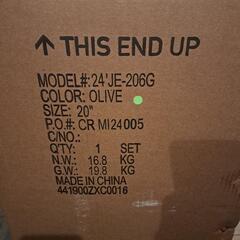 ↑ THIS END UP
MODEL#:24'JE-206G
COLOR: OLIVE
SIZE: 20"
P.O.#: CR MI24005
C/NO.:
Q'TY: 1 SET
N.W.: 16.8 KG
G.W.: 19.8 KG
MADE IN CHINA
441900ZXC0016